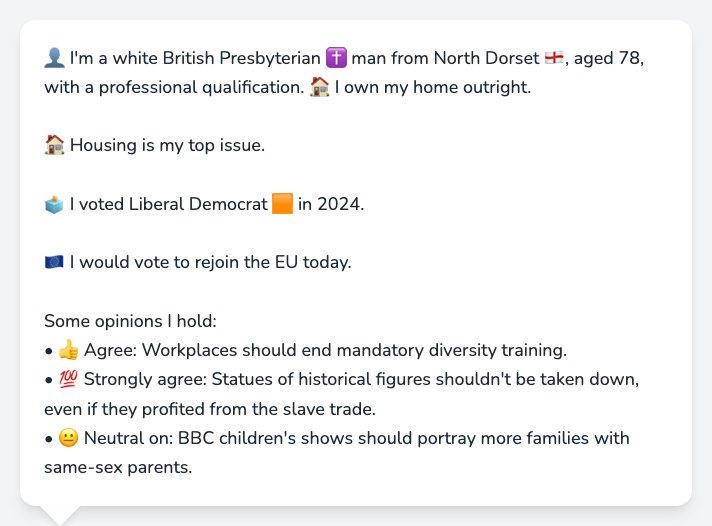 👤 I'm a white British Presbyterian ✝️ man from North Dorset 🏴󠁧󠁢󠁥󠁮󠁧󠁿, aged 78,
with a professional qualification. 🏠 I own my home outright.
🏠 Housing is my top issue.
🗳️ I voted Liberal Democrat 🟧 in 2024.
🇪🇺 I would vote to rejoin the EU today.
Some opinions I hold:
• 👍 Agree: Workplaces should end mandatory diversity training.
• 💯 Strongly agree: Statues of historical figures shouldn't be taken down,
even if they profited from the slave trade.
• 😐 Neutral on: BBC children's shows should portray more families with
same-sex parents.